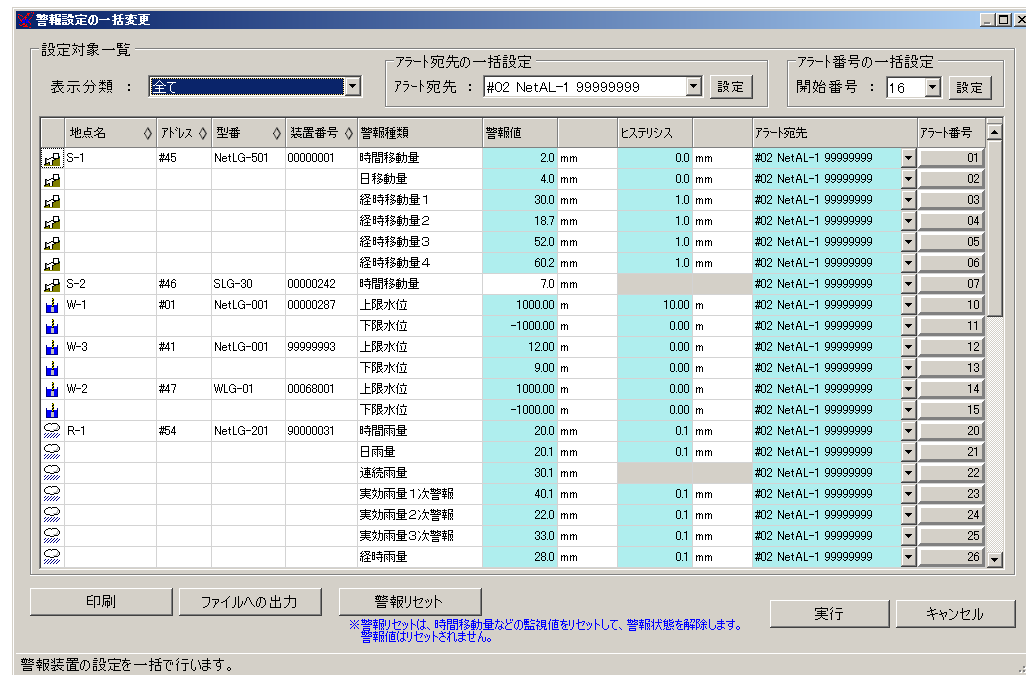 警報設定の一括変更
設定対象一覧
表示分類 ： 全て
アラート宛先の一括設定
アラート宛先 ： #02 NetAL-1 99999999 設定
アラート番号の一括設定
開始番号 ： 16 設定
地点名 ◇ アドレス ◇ 型番 ◇ 装置番号 ◇ 警報種類 警報値 ヒステリシス アラート宛先 アラート番号
S-1 #45 NetLG-501 00000001 時間移動量 2.0 mm 0.0 mm #02 NetAL-1 99999999 01
日移動量 4.0 mm 0.0 mm #02 NetAL-1 99999999 02
経時移動量1 30.0 mm 1.0 mm #02 NetAL-1 99999999 03
経時移動量2 18.7 mm 1.0 mm #02 NetAL-1 99999999 04
経時移動量3 52.0 mm 1.0 mm #02 NetAL-1 99999999 05
経時移動量4 60.2 mm 1.0 mm #02 NetAL-1 99999999 06
S-2 #46 SLG-30 00000242 時間移動量 7.0 mm #02 NetAL-1 99999999 07
W-1 #01 NetLG-001 00000287 上限水位 1000.00 m 10.00 m #02 NetAL-1 99999999 10
下限水位 -1000.00 m 0.00 m #02 NetAL-1 99999999 11
W-3 #41 NetLG-001 99999993 上限水位 12.00 m 0.00 m #02 NetAL-1 99999999 12
下限水位 9.00 m 0.00 m #02 NetAL-1 99999999 13
W-2 #47 WLG-01 00068001 上限水位 1000.00 m 0.00 m #02 NetAL-1 99999999 14
下限水位 -1000.00 m 0.00 m #02 NetAL-1 99999999 15
R-1 #54 NetLG-201 90000031 時間雨量 20.0 mm 0.1 mm #02 NetAL-1 99999999 20
日雨量 20.1 mm 0.1 mm #02 NetAL-1 99999999 21
連続雨量 30.1 mm #02 NetAL-1 99999999 22
実効雨量1次警報 40.1 mm 0.1 mm #02 NetAL-1 99999999 23
実効雨量2次警報 22.0 mm 0.1 mm #02 NetAL-1 99999999 24
実効雨量3次警報 33.0 mm 0.1 mm #02 NetAL-1 99999999 25
経時雨量 28.0 mm 0.1 mm #02 NetAL-1 99999999 26
印刷 ファイルへの出力 警報リセット 実行 キャンセル
※警報リセットは、時間移動量などの監視値をリセットして、警報状態を解除します。
警報値はリセットされません。
警報装置の設定を一括で行います。